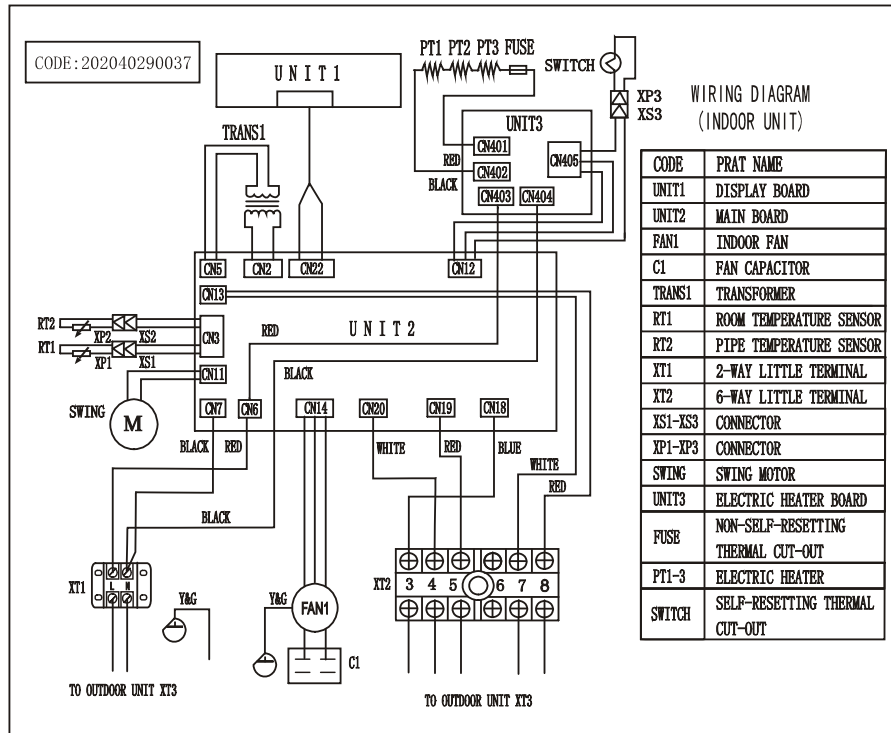 CODE:202040290037
UNIT1
PT1 PT2 PT3 FUSE
SWITCH
XP3
XS3
WIRING DIAGRAM
(INDOOR UNIT)
TRANS1
UNIT3
CN401
CN405
RED
CN402
BLACK
CN403 CN404
CODE PRAT NAME
UNIT1 DISPLAY BOARD
UNIT2 MAIN BOARD
FAN1 INDOOR FAN
C1 FAN CAPACITOR
TRANS1 TRANSFORMER
RT1 ROOM TEMPERATURE SENSOR
RT2 PIPE TEMPERATURE SENSOR
XT1 2-WAY LITTLE TERMINAL
XT2 6-WAY LITTLE TERMINAL
XS1-XS3 CONNECTOR
XP1-XP3 CONNECTOR
SWING SWING MOTOR
UNIT3 ELECTRIC HEATER BOARD
FUSE NON-SELF-RESETTING
THERMAL CUT-OUT
PT1-3 ELECTRIC HEATER
SWITCH SELF-RESETTING THERMAL
CUT-OUT
CN5 CN2 CN22 CN12
CN13
RT2 XP2 XS2
CN3
RED
UNIT2
RT1 XP1 XS1
CN11
BLACK
SWING
M
CN7 CN6 CN14 CN20 CN19 CN18
BLACK RED
WHITE RED BLUE
WHITE
RED
BLACK
XT1
L N
Y&G
Y&G
FAN1
XT2
3 4 5 6 7 8
C1
TO OUTDOOR UNIT XT3
TO OUTDOOR UNIT XT3